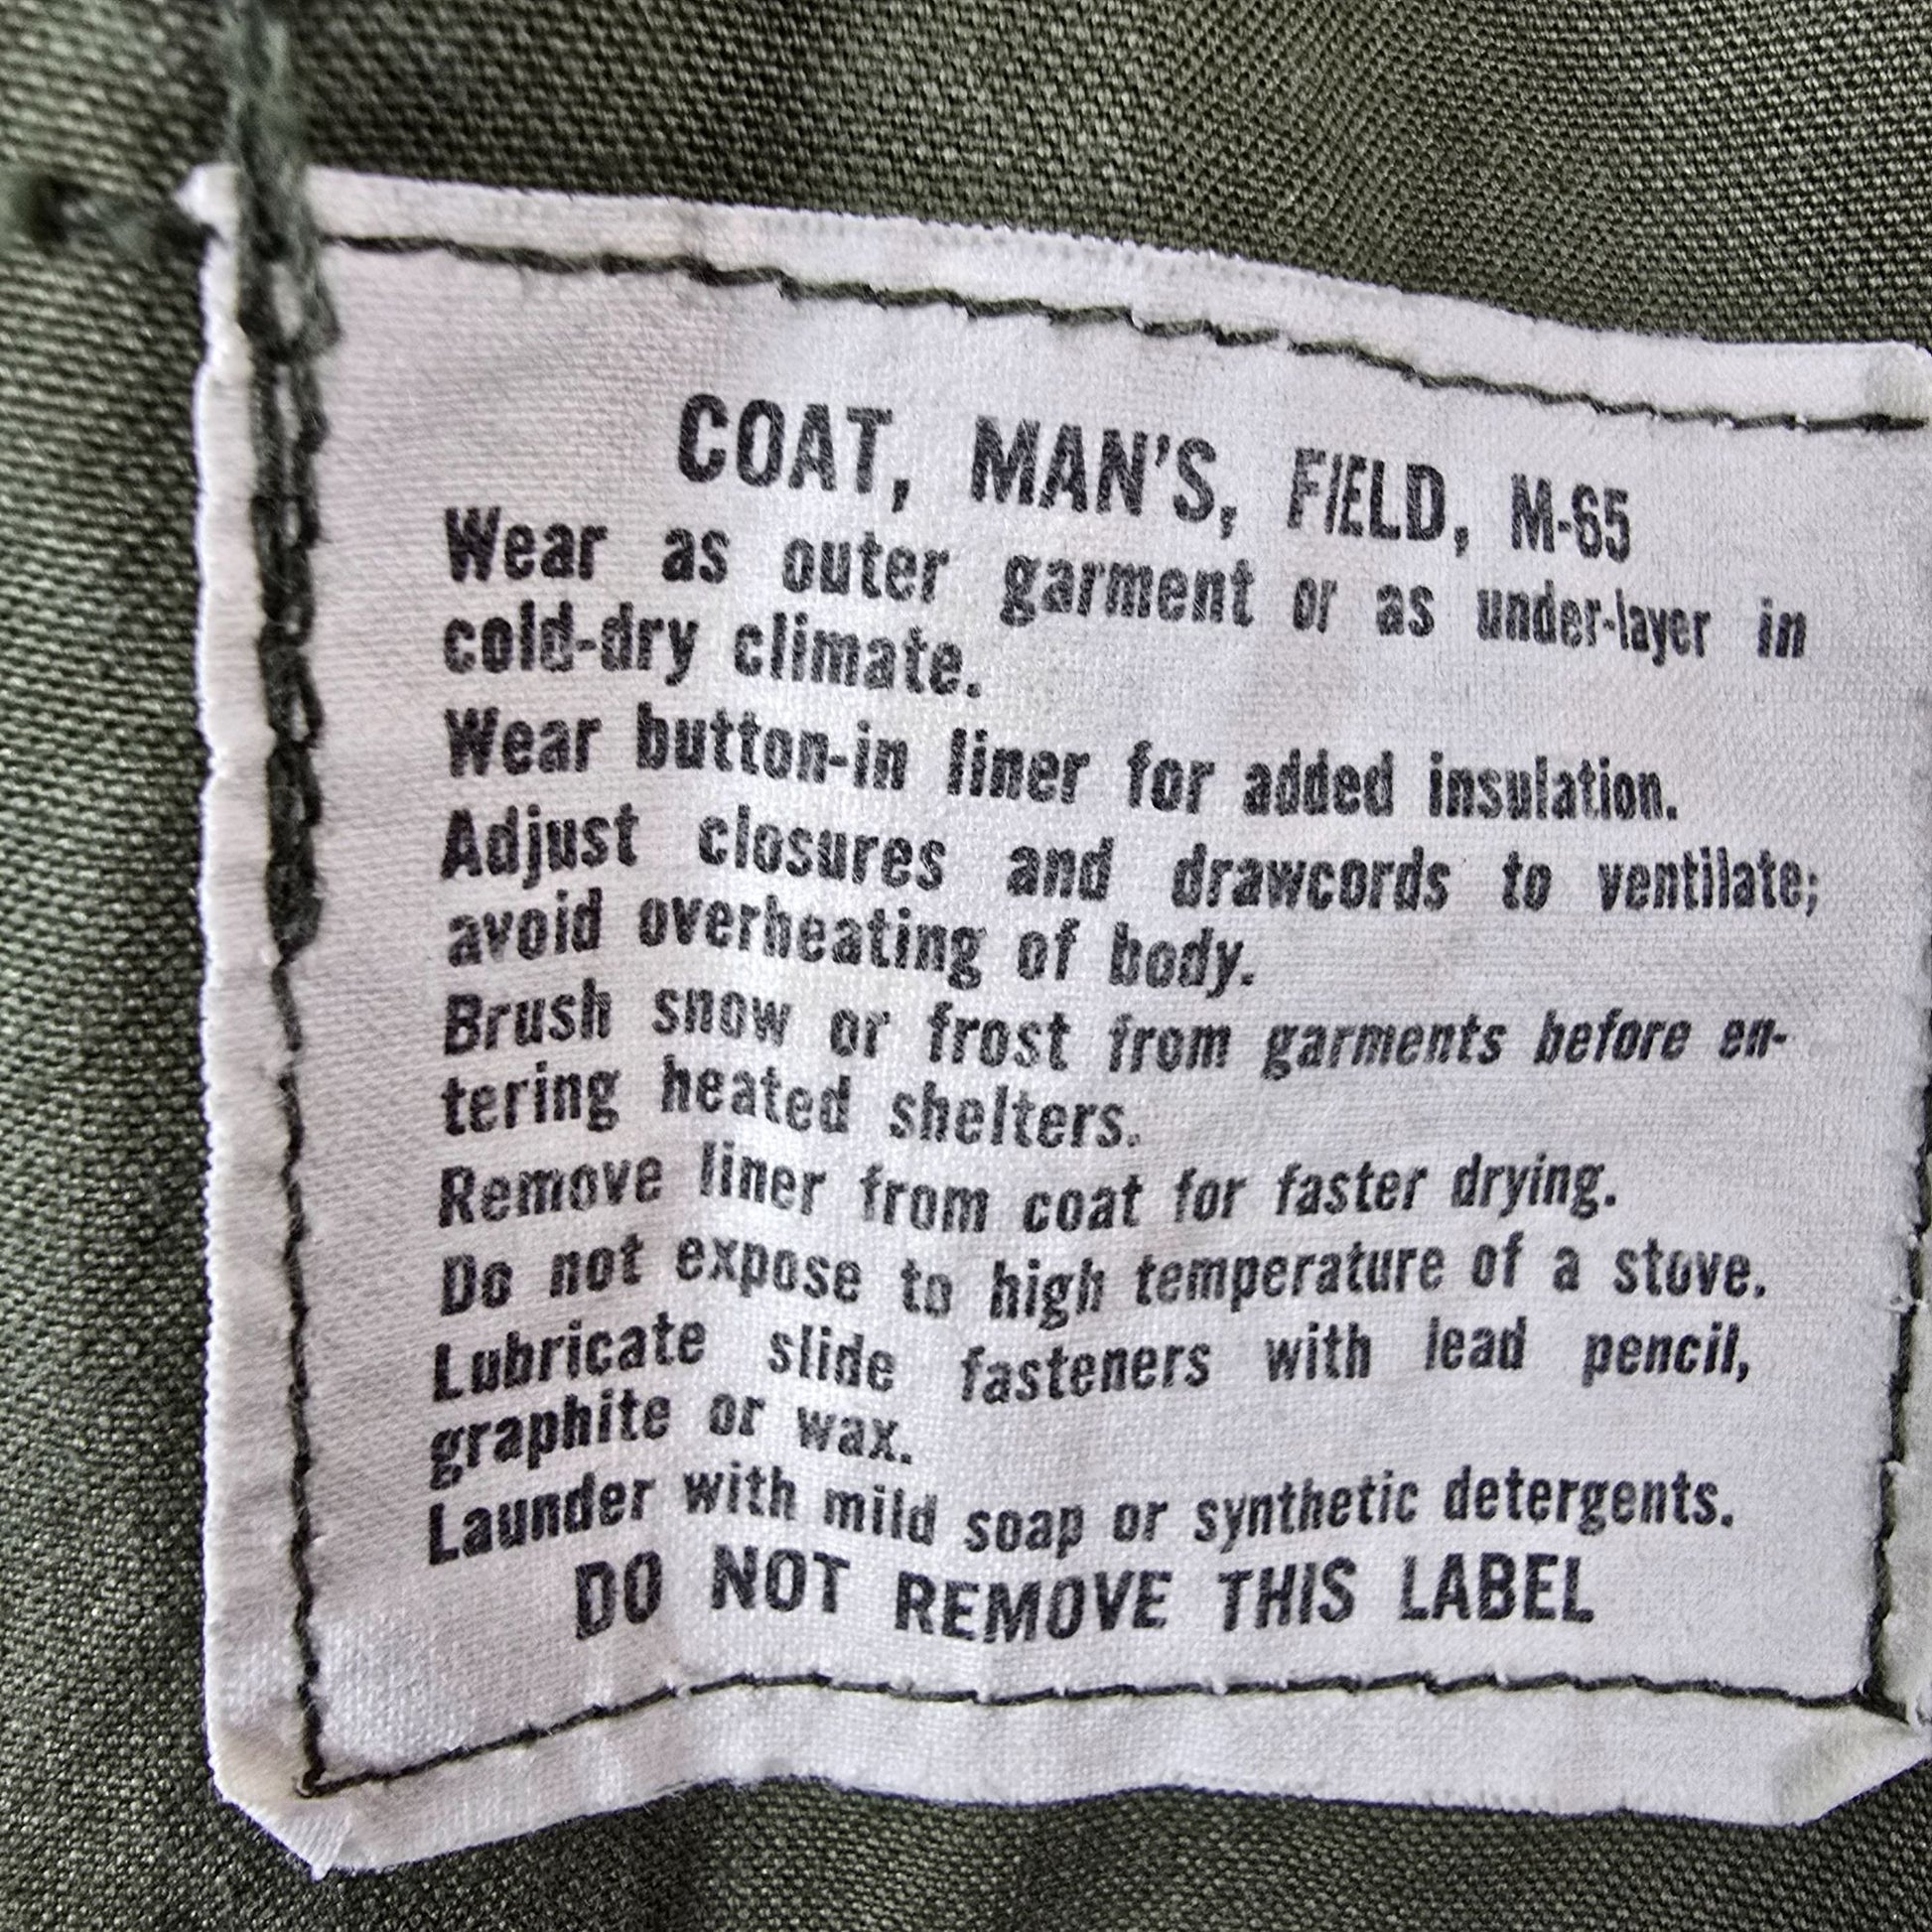 COAT, MAN'S, FIELD, M-65
Wear as outer garment or as under-layer in
cold-dry climate.
Wear button-in liner for added insulation.
Adjust closures and drawcords to ventilate;
avoid overheating of body.
Brush snow or frost from garments before en-
tering heated shelters.
Remove liner from coat for faster drying.
Do not expose to high temperature of a stove.
Lubricate slide fasteners with lead pencil,
graphite or wax.
Launder with mild soap or synthetic detergents.
DO NOT REMOVE THIS LABEL